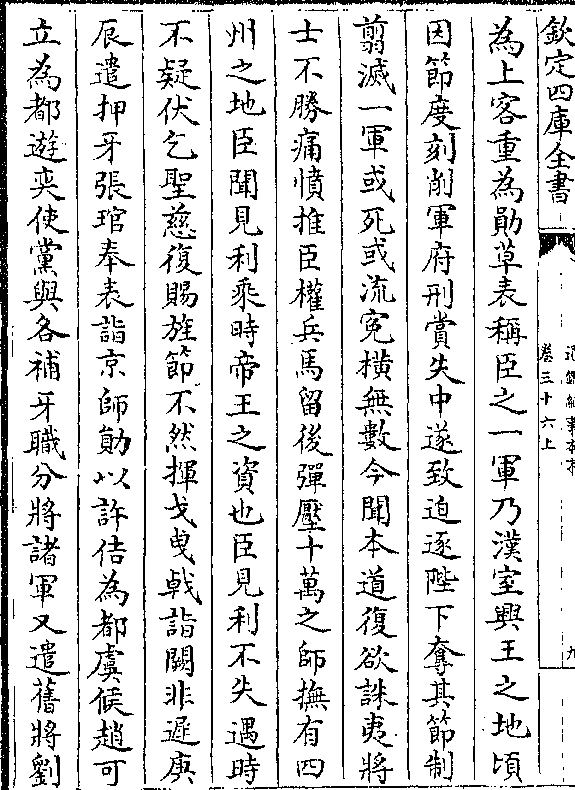 欽定四庫全書
卷三十六上
九
為上客重為勛草表稱臣之一軍乃漢室興王之地頃
因節度刻削軍府刑賞失中遂致迫逐陛下奪其節制
翦滅一軍或死或流寃橫無數今聞本道復欲誅夷將
士不勝痛憤推臣權兵馬留後彈壓十萬之師撫有四
州之地臣聞見利乘時帝王之資也臣見利不失遇時
不疑伏乞聖慈復賜旌節不然揮戈曵戟詣闕非遲庚
辰遣押牙張琯奉表詣京師勛以許佶為都虞候趙可
立為都遊奕使黨與各補牙職分將諸軍又遣舊將劉